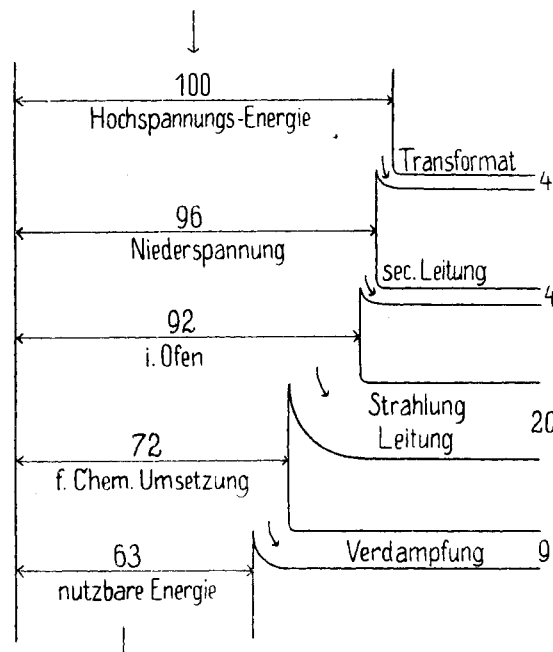 100
Hochspannungs-Energie
Transformat
4
96
Niederspannung
sec. Leitung
4
92
i. Ofen
Strahlung
Leitung
20
72
f. Chem. Umsetzung
63
Verdampfung
9
nutzbare Energie